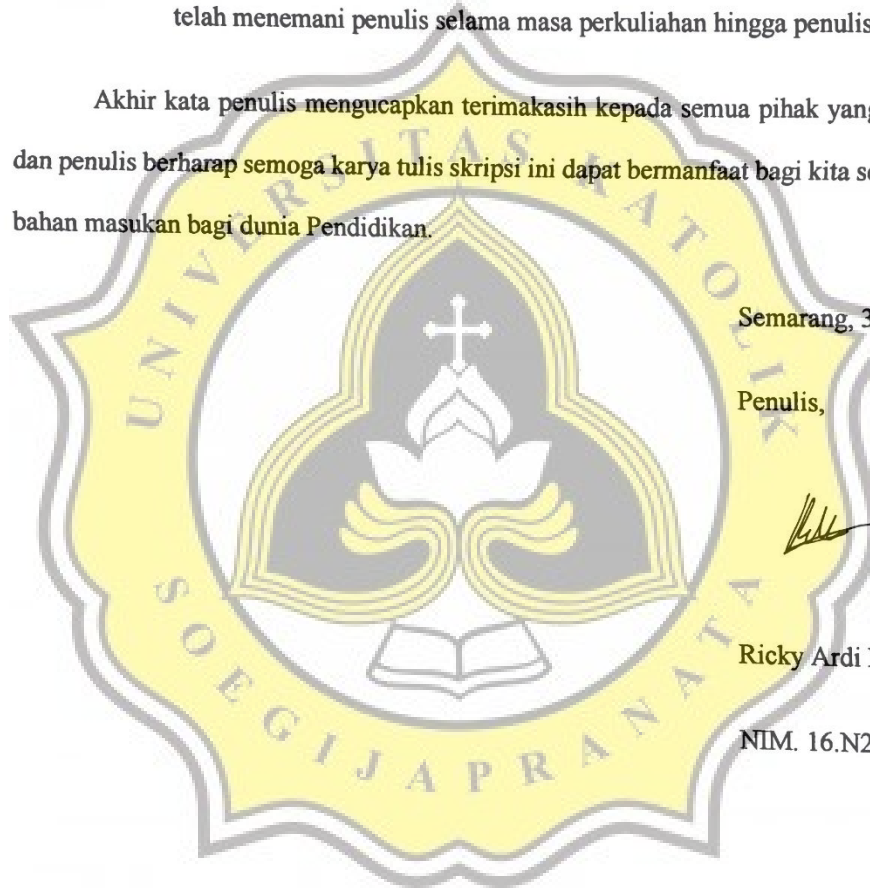 telah menemani penulis selama masa perkuliahan hingga penulis
Akhir kata penulis mengucapkan terimakasih kepada semua pihak yang
dan penulis berharap semoga karya tulis skripsi ini dapat bermanfaat bagi kita
bahan masukan bagi dunia Pendidikan.
UNIVERSITAS KATOLIK
Semarang, 3
Penulis,
Ricky Ardi
NIM. 16.N2
SOEGIJAPRANATA